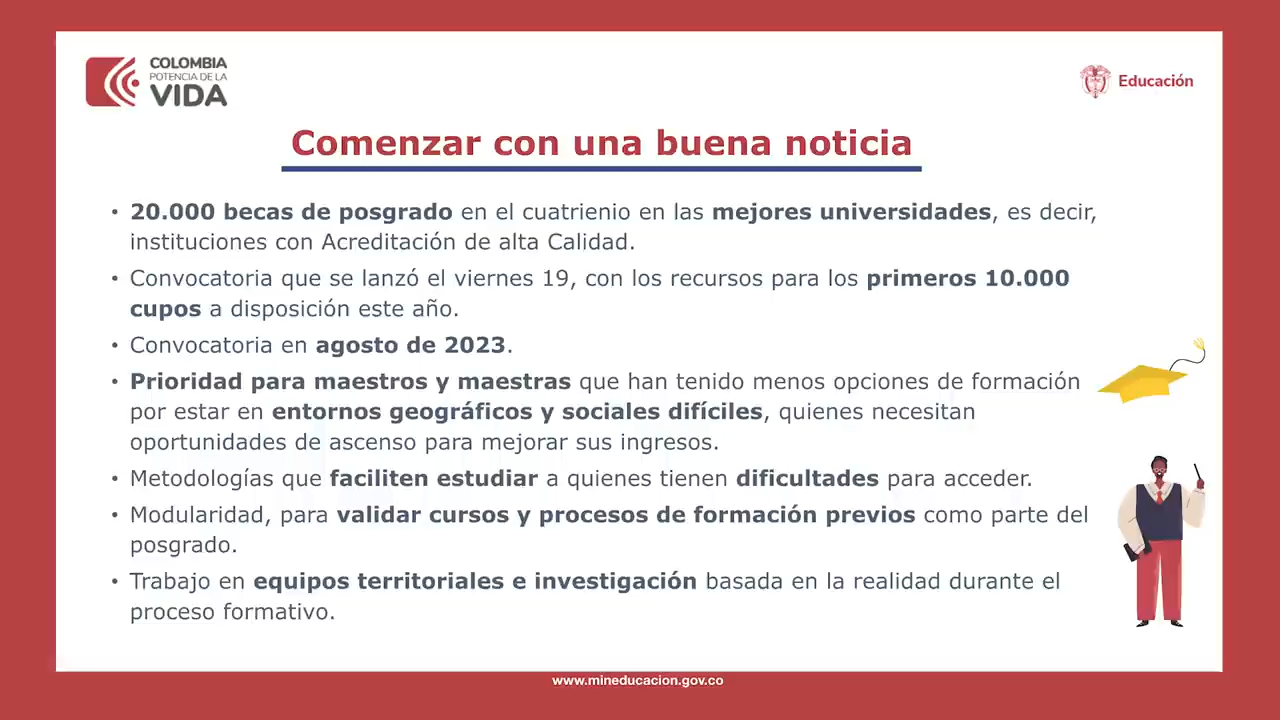 COLOMBIA
POTENCIA DE LA
VIDA
Educación
Comenzar con una buena noticia
• 20.000 becas de posgrado en el cuatrienio en las mejores universidades, es decir,
instituciones con Acreditación de alta Calidad.
• Convocatoria que se lanzó el viernes 19, con los recursos para los primeros 10.000
cupos a disposición este año.
• Convocatoria en agosto de 2023.
• Prioridad para maestros y maestras que han tenido menos opciones de formación
por estar en entornos geográficos y sociales difíciles, quienes necesitan
oportunidades de ascenso para mejorar sus ingresos.
• Metodologías que faciliten estudiar a quienes tienen dificultades para acceder.
• Modularidad, para validar cursos y procesos de formación previos como parte del
posgrado.
• Trabajo en equipos territoriales e investigación basada en la realidad durante el
proceso formativo.
www.mineducacion.gov.co